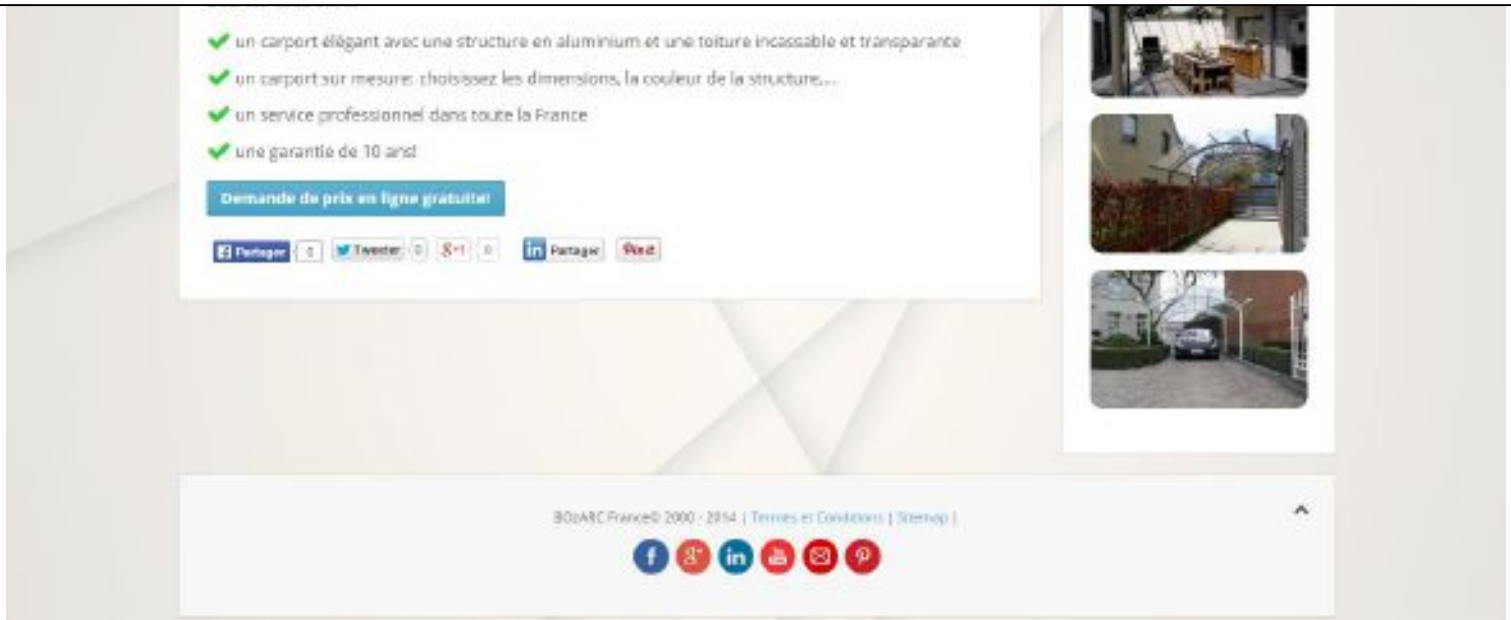 un carport élégant avec une structure en aluminium et une toiture incassable et transparante
un carport sur mesure: choisissez les dimensions, la couleur de la structure,...
un service professionnel dans toute la France
une garantie de 10 ans!
Demande de prix en ligne gratuite!
Partager 0 Tweeter 0 g+1 0 in Partager Pin it
BOzARC France© 2000 - 2014 | Termes et Conditions | Sitemap |